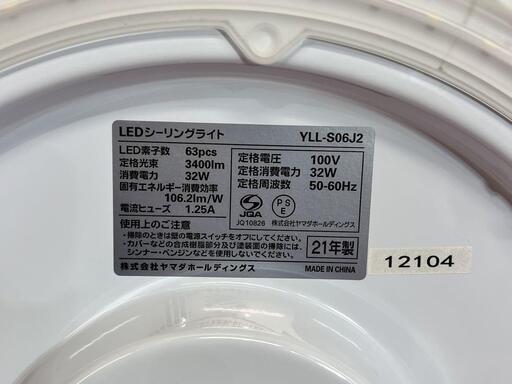 LEDシーリングライト YLL-S06J2
LED素子数 63pcs
定格光束 3400lm
消費電力 32W
固有エネルギー消費効率
106.2lm/W
電流ヒューズ 1.25A
定格電圧 100V
定格消費電力 32W
定格周波数 50-60Hz
JQA
JQ10826
PSE
株式会社ヤマダホールディングス
使用上のご注意
・掃除のときは壁の電源スイッチをオフにしてください。
・カバーなどの合成樹脂部分及び塗装面の掃除には、
シンナー・ベンジンなどを使用しないでください。
21年製
株式会社ヤマダホールディングス
MADE IN CHINA
12104